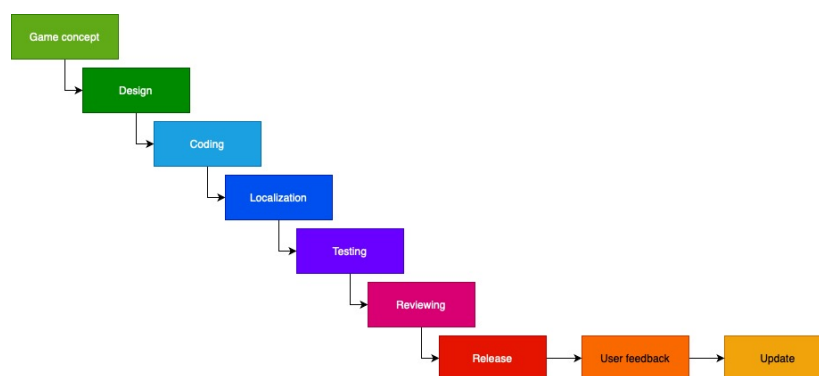 Game concept
Design
Coding
Localization
Testing
Reviewing
Release
User feedback
Update